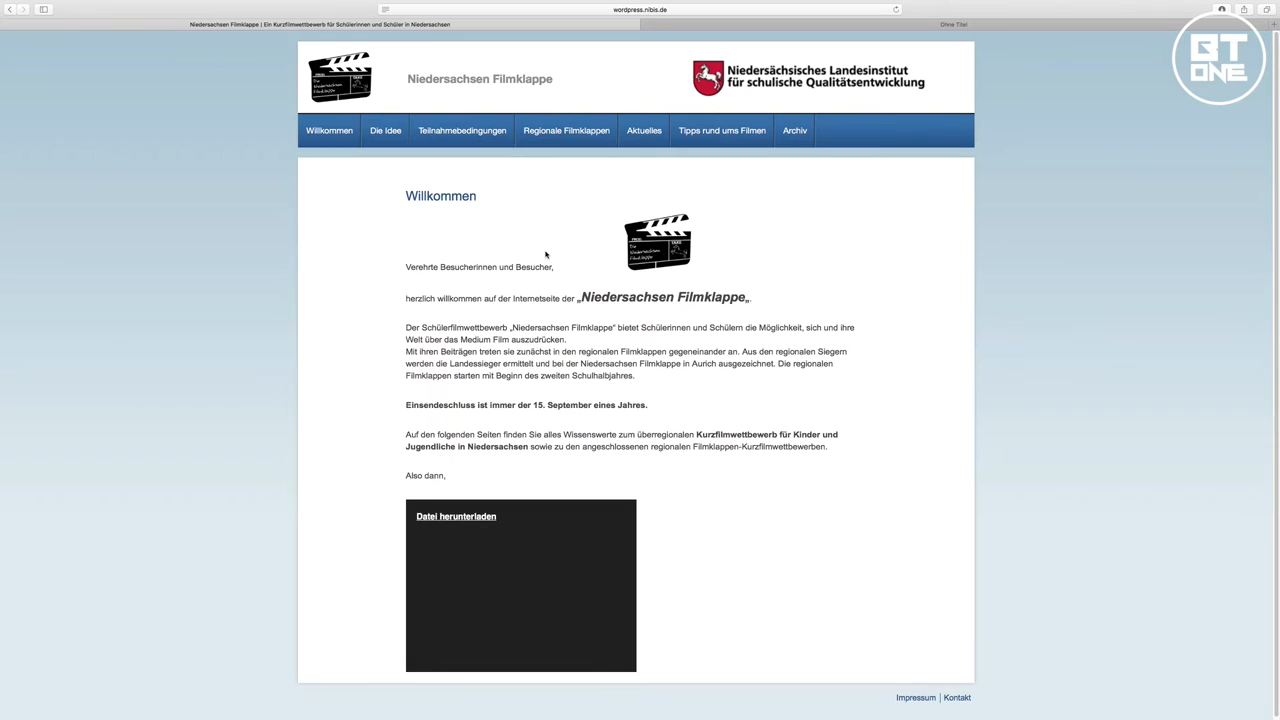 wordpress.nibis.de
Niedersachsen Filmklappe | Ein Kurzfilmwettbewerb für Schülerinnen und Schüler in Niedersachsen
Ohne Titel
BT
ONE
Niedersachsen Filmklappe
Niedersächsisches Landesinstitut
für schulische Qualitätsentwicklung
Willkommen
Die Idee
Teilnahmebedingungen
Regionale Filmklappen
Aktuelles
Tipps rund ums Filmen
Archiv
Willkommen
Verehrte Besucherinnen und Besucher,
herzlich willkommen auf der Internetseite der „Niedersachsen Filmklappe„.
Der Schülerfilmwettbewerb „Niedersachsen Filmklappe" bietet Schülerinnen und Schülern die Möglichkeit, sich und ihre
Welt über das Medium Film auszudrücken.
Mit ihren Beiträgen treten sie zunächst in den regionalen Filmklappen gegeneinander an. Aus den regionalen Siegern
werden die Landessieger ermittelt und bei der Niedersachsen Filmklappe in Aurich ausgezeichnet. Die regionalen
Filmklappen starten mit Beginn des zweiten Schulhalbjahres.
Einsendeschluss ist immer der 15. September eines Jahres.
Auf den folgenden Seiten finden Sie alles Wissenswerte zum überregionalen Kurzfilmwettbewerb für Kinder und
Jugendliche in Niedersachsen sowie zu den angeschlossenen regionalen Filmklappen-Kurzfilmwettbewerben.
Also dann,
Datei herunterladen
Impressum
Kontakt